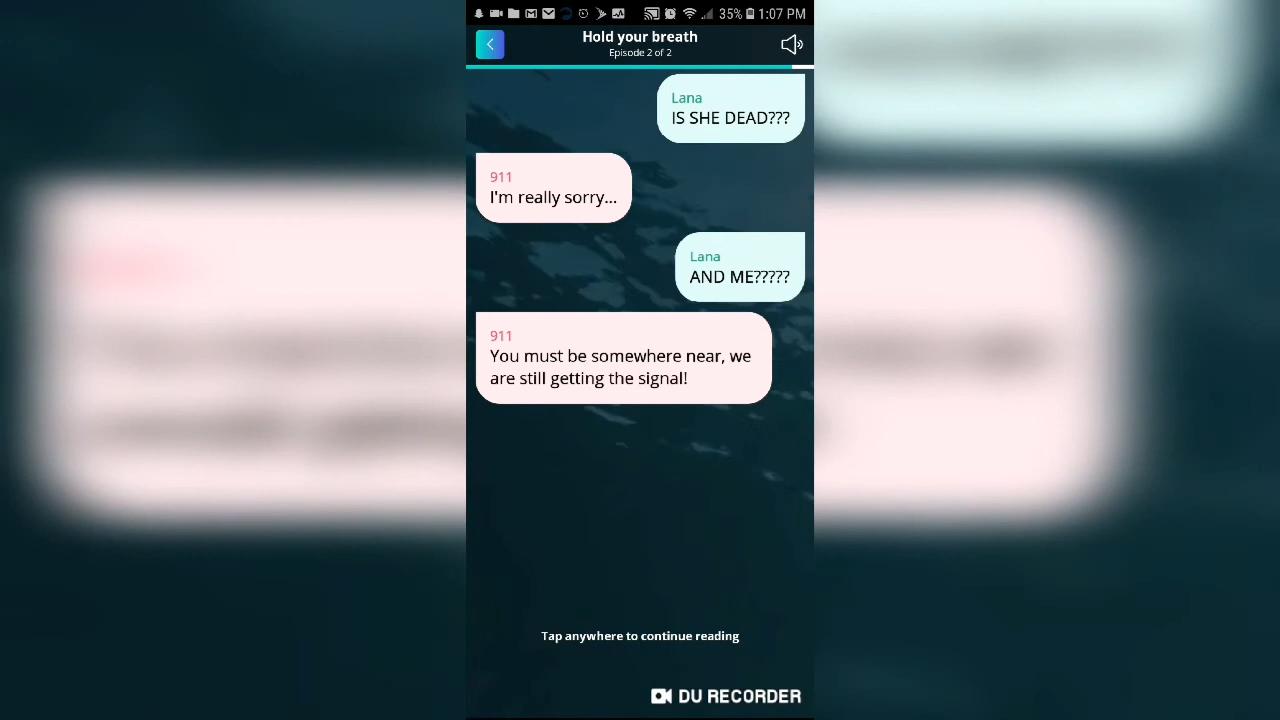 35% 1:07 PM
Hold your breath
Episode 2 of 2
Lana
IS SHE DEAD???
911
I'm really sorry...
Lana
AND ME?????
911
You must be somewhere near, we
are still getting the signal!
Tap anywhere to continue reading
DU RECORDER